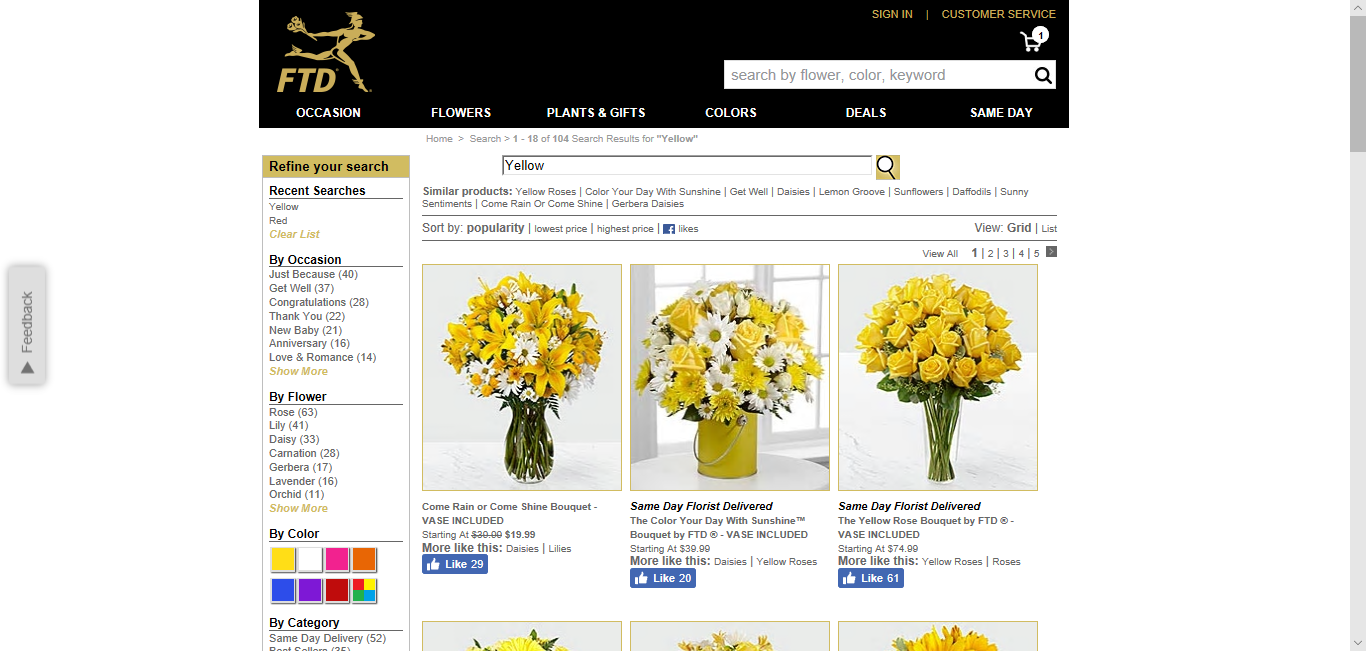 SIGN IN | CUSTOMER SERVICE
1
FTD
search by flower, color, keyword
OCCASION FLOWERS PLANTS & GIFTS COLORS DEALS SAME DAY
Home > Search > 1 - 18 of 104 Search Results for "Yellow"
Refine your search
Recent Searches
Yellow
Red
Clear List
By Occasion
Just Because (40)
Get Well (37)
Congratulations (28)
Thank You (22)
New Baby (21)
Anniversary (16)
Love & Romance (14)
Show More
By Flower
Rose (63)
Lily (41)
Daisy (33)
Carnation (28)
Gerbera (17)
Lavender (16)
Orchid (11)
Show More
By Color
By Category
Same Day Delivery (52)
Best Sellers (35)
Feedback
Yellow
Similar products: Yellow Roses | Color Your Day With Sunshine | Get Well | Daisies | Lemon Groove | Sunflowers | Daffodils | Sunny
Sentiments | Come Rain Or Come Shine | Gerbera Daisies
Sort by: popularity | lowest price | highest price | f likes
View: Grid | List
View All 1 | 2 | 3 | 4 | 5 >
Come Rain or Come Shine Bouquet -
VASE INCLUDED
Starting At $39.99 $19.99
More like this: Daisies | Lilies
Like 29
Same Day Florist Delivered
The Color Your Day With Sunshine™
Bouquet by FTD ® - VASE INCLUDED
Starting At $39.99
More like this: Daisies | Yellow Roses
Like 20
Same Day Florist Delivered
The Yellow Rose Bouquet by FTD ® -
VASE INCLUDED
Starting At $74.99
More like this: Yellow Roses | Roses
Like 61